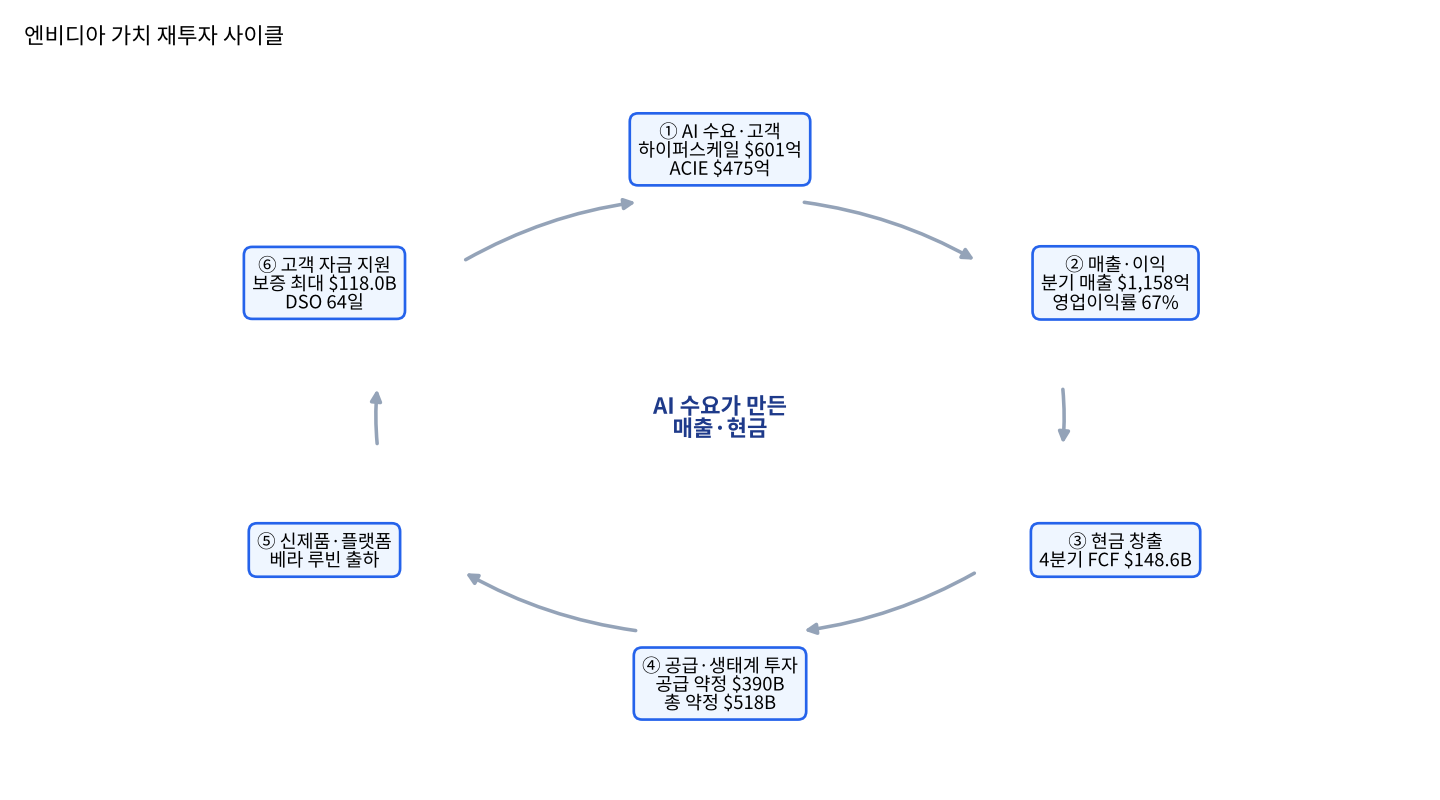 엔비디아 가치 재투자 사이클
① AI 수요·고객
하이퍼스케일 $601억
ACIE $475억
② 매출·이익
분기 매출 $1,158억
영업이익률 67%
③ 현금 창출
4분기 FCF $148.6B
④ 공급·생태계 투자
공급 약정 $390B
총 약정 $518B
⑤ 신제품·플랫폼
베라 루빈 출하
⑥ 고객 자금 지원
보증 최대 $118.0B
DSO 64일
AI 수요가 만든
매출·현금